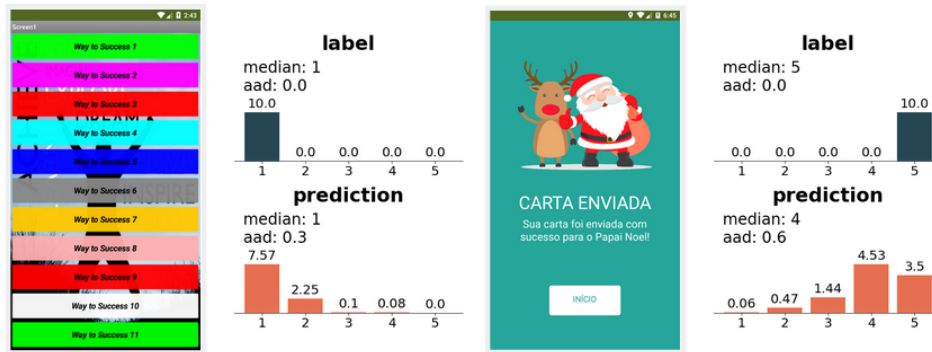 2:43
Screen1
Way to Success 1
Way to Success 2
Way to Success 3
Way to Success 4
Way to Success 5
Way to Success 6
INSPIRE
Way to Success 7
Way to Success 8
Way to Success 9
Way to Success 10
Way to Success 11
label
median: 1
aad: 0.0
10.0
0.0 0.0 0.0 0.0
1 2 3 4 5
prediction
median: 1
aad: 0.3
7.57
2.25
0.1 0.08 0.0
1 2 3 4 5
6:45
CARTA ENVIADA
Sua carta foi enviada com
sucesso para o Papai Noel!
INÍCIO
label
median: 5
aad: 0.0
10.0
0.0 0.0 0.0 0.0
1 2 3 4 5
prediction
median: 4
aad: 0.6
0.06 0.47 1.44 4.53 3.5
1 2 3 4 5